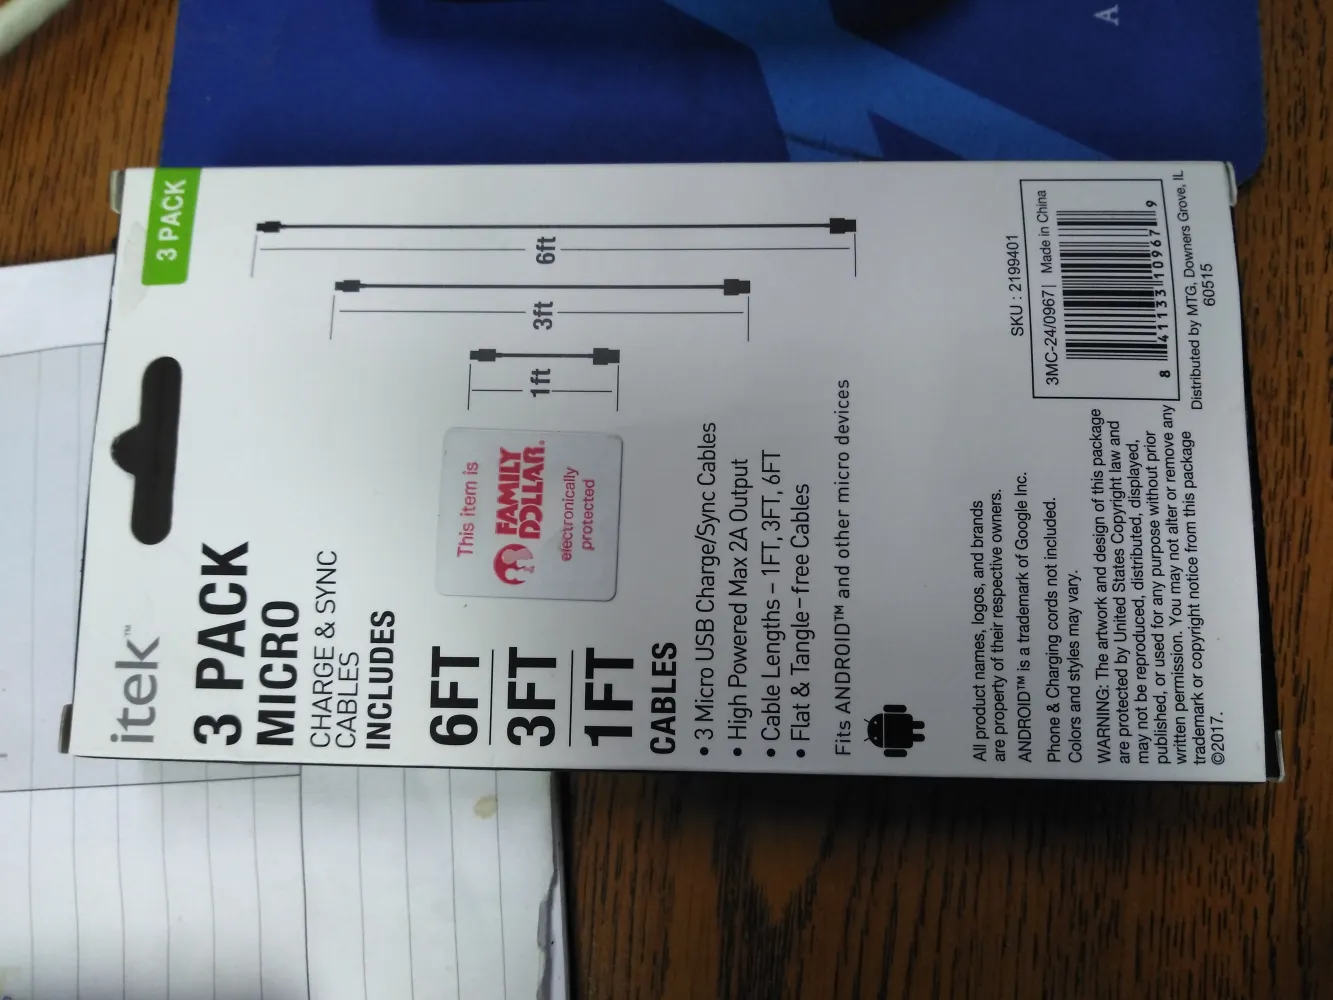 itek™
3 PACK
MICRO
CHARGE & SYNC
CABLES
INCLUDES
6FT
3FT
1FT
CABLES
• 3 Micro USB Charge/Sync Cables
• High Powered Max 2A Output
• Cable Lengths – 1FT, 3FT, 6FT
• Flat & Tangle-free Cables
Fits ANDROID™ and other micro devices
This item is
FAMILY
DOLLAR.
electronically
protected
3 PACK
6ft
3ft
1ft
All product names, logos, and brands
are property of their respective owners.
ANDROID™ is a trademark of Google Inc.
Phone & Charging cords not included.
Colors and styles may vary.
WARNING: The artwork and design of this package
are protected by United States Copyright law and
may not be reproduced, distributed, displayed,
published, or used for any purpose without prior
written permission. You may not alter or remove any
trademark or copyright notice from this package
©2017.
SKU : 2199401
3MC-24/0967| Made in China
8 41133 10967 9
Distributed by MTG, Downers Grove, IL
60515
A